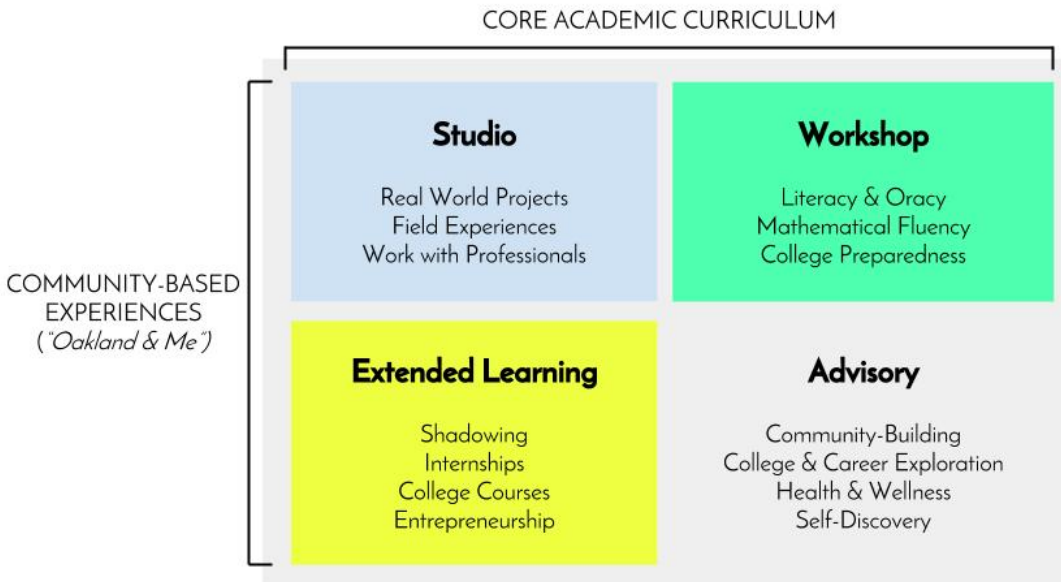 CORE ACADEMIC CURRICULUM
COMMUNITY-BASED
EXPERIENCES
("Oakland & Me")
Studio
Real World Projects
Field Experiences
Work with Professionals
Workshop
Literacy & Oracy
Mathematical Fluency
College Preparedness
Extended Learning
Shadowing
Internships
College Courses
Entrepreneurship
Advisory
Community-Building
College & Career Exploration
Health & Wellness
Self-Discovery